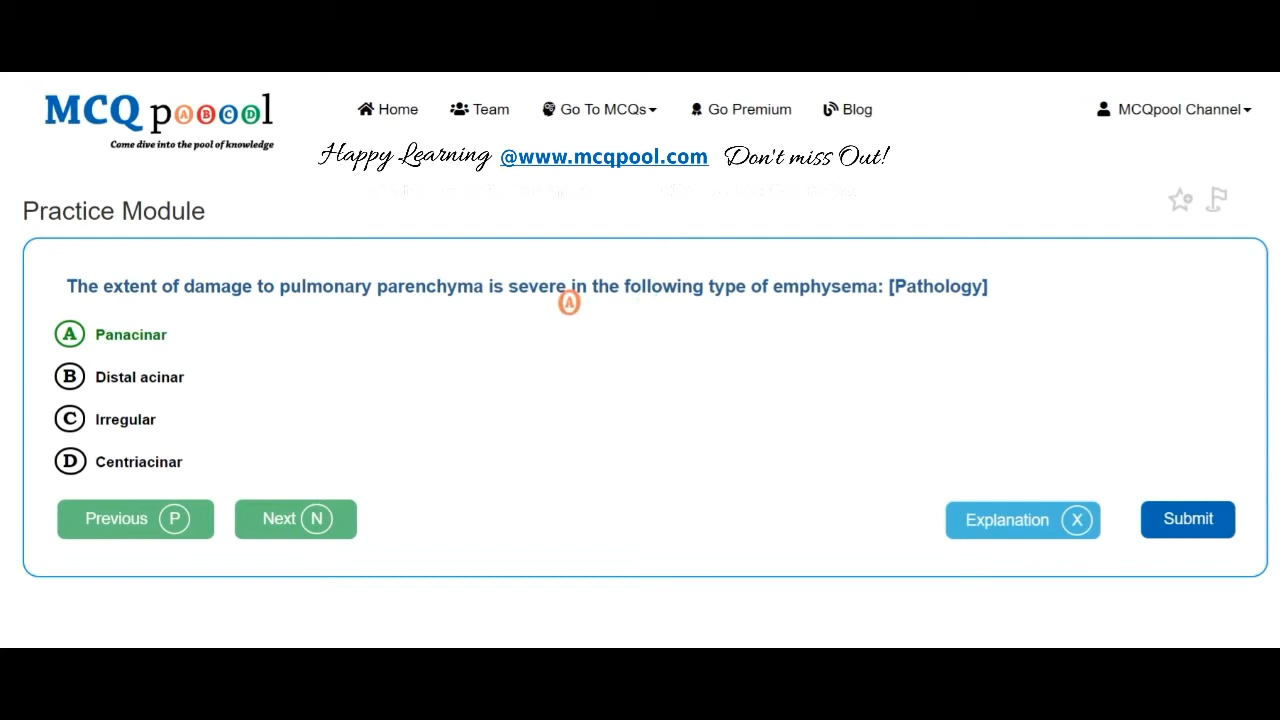 MCQ pooool
Come dive into the pool of knowledge
Home Team Go To MCQs Go Premium Blog MCQpool Channel
Happy Learning @www.mcqpool.com Don't miss Out!
Practice Module
The extent of damage to pulmonary parenchyma is severe in the following type of emphysema: [Pathology]
A
A Panacinar
B Distal acinar
C Irregular
D Centriacinar
Previous P Next N Explanation X Submit